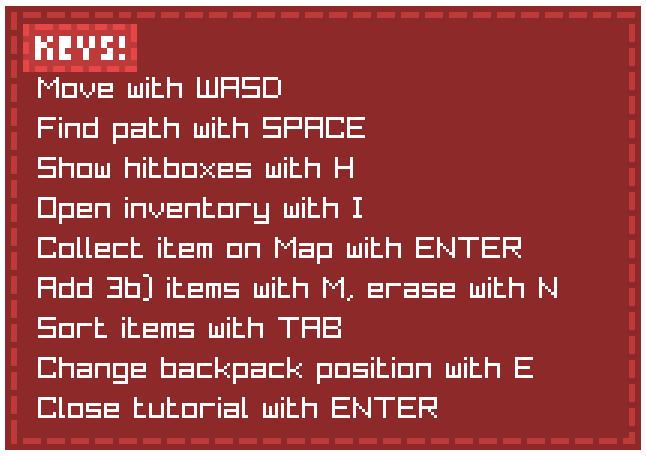 KEYS!
Move with WASD
Find path with SPACE
Show hitboxes with H
Open inventory with I
Collect item on Map with ENTER
Add 3b) items with M, erase with N
Sort items with TAB
Change backpack position with E
Close tutorial with ENTER